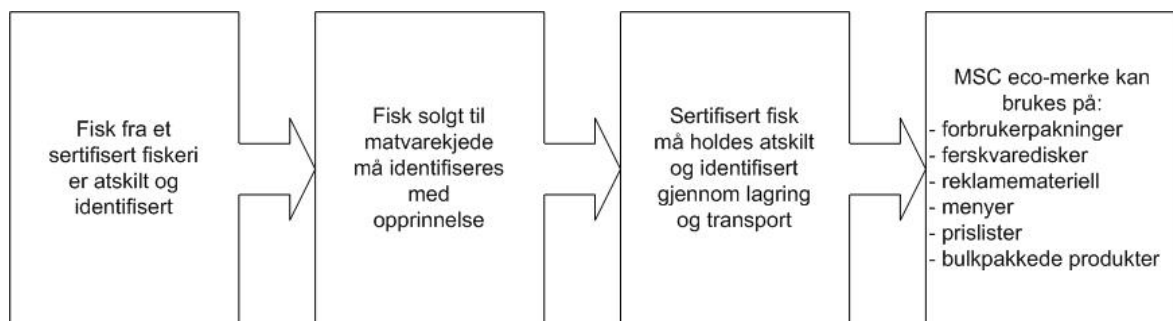 Fisk fra et
sertifisert fiskeri
er atskilt og
identifisert
Fisk solgt til
matvarekjede
må identifiseres
med
opprinnelse
Sertifisert fisk
må holdes atskilt
og identifisert
gjennom lagring
og transport
MSC eco-merke kan
brukes på:
- forbrukerpakninger
- ferskvaredisker
- reklamemateriell
- menyer
- prislister
- bulkpakkede produkter